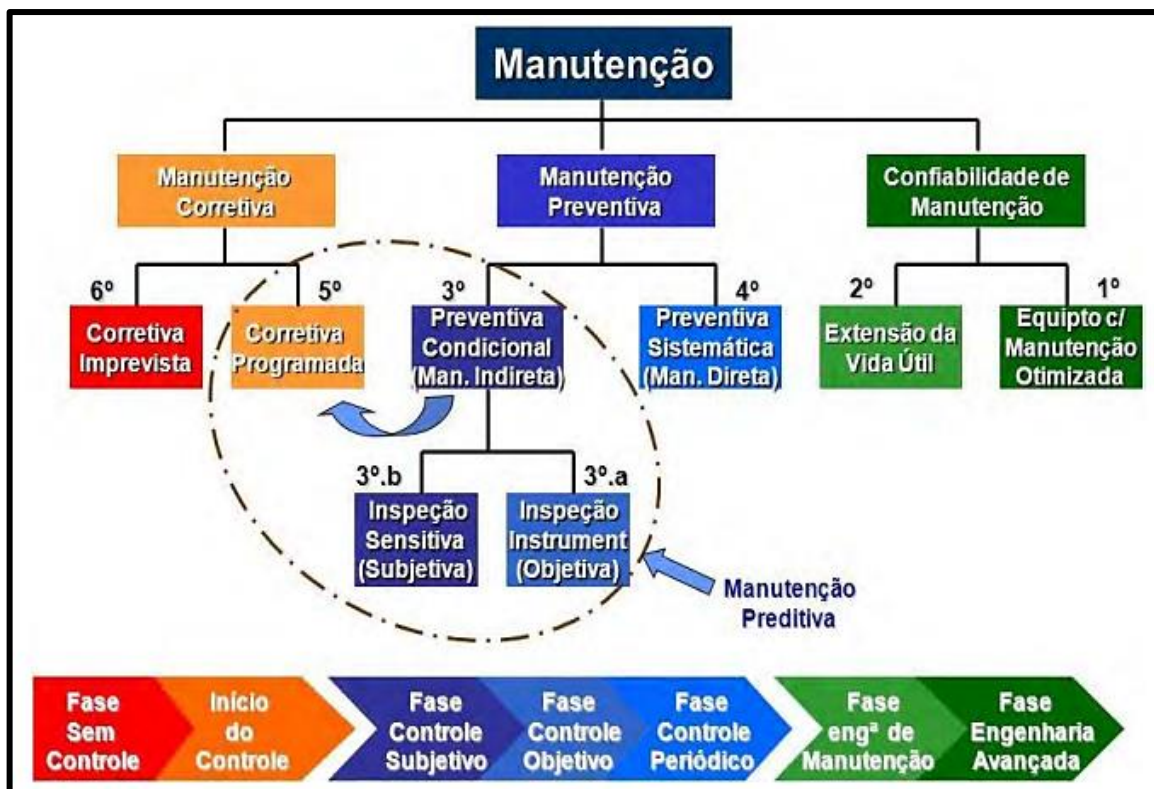 Manutenção
Manutenção
Corretiva
Manutenção
Preventiva
Confiabilidade de
Manutenção
6º
Corretiva
Imprevista
5º
Corretiva
Programada
3º
Preventiva
Condicional
(Man. Indireta)
4º
Preventiva
Sistemática
(Man. Direta)
2º
Extensão da
Vida Útil
1º
Equipto c/
Manutenção
Otimizada
3º.b
Inspeção
Sensitiva
(Subjetiva)
3º.a
Inspeção
Instrument
(Objetiva)
Manutenção
Preditiva
Fase
Sem
Controle
Início
do
Controle
Fase
Controle
Subjetivo
Fase
Controle
Objetivo
Fase
Controle
Periódico
Fase
engª de
Manutenção
Fase
Engenharia
Avançada